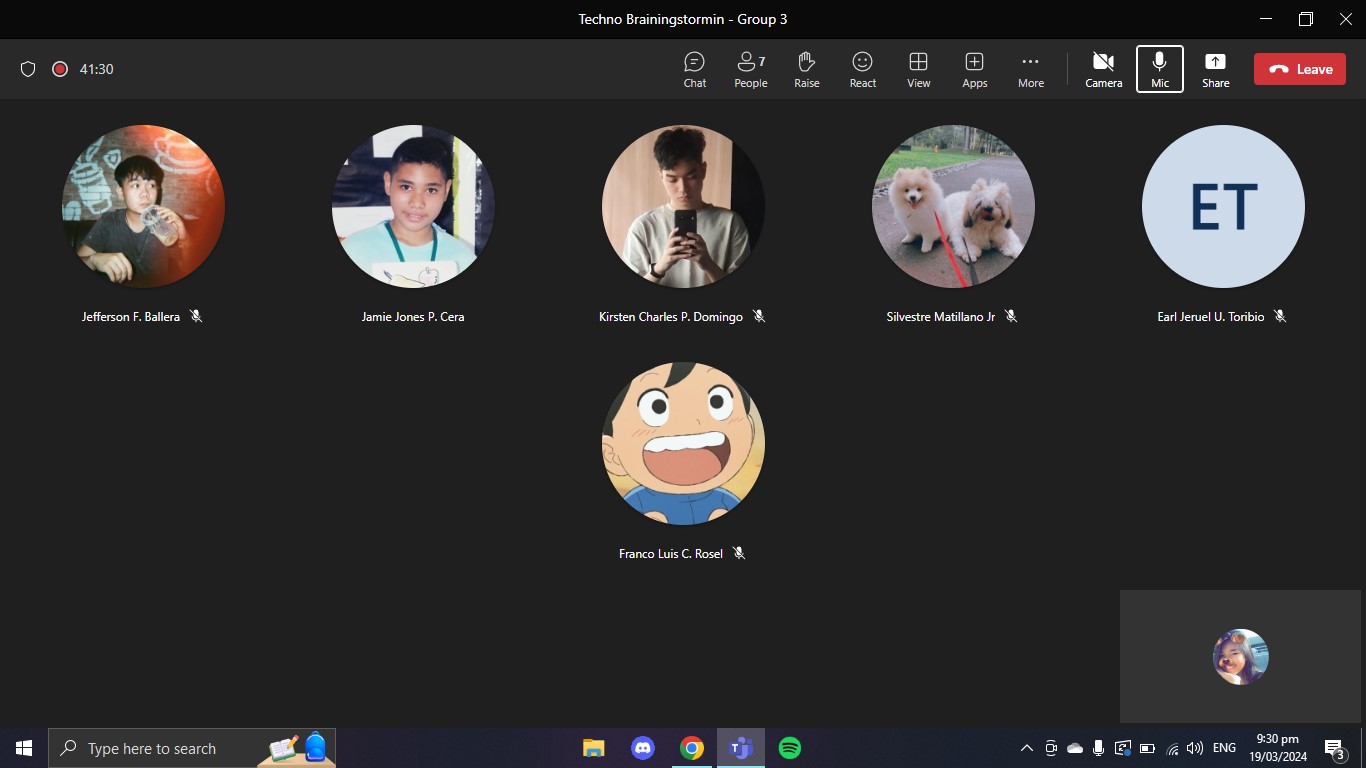 Techno Brainingstormin - Group 3
41:30
Chat
People
7
Raise
React
View
Apps
More
Camera
Mic
Share
Leave
ET
Jefferson F. Ballera
Jamie Jones P. Cera
Kirsten Charles P. Domingo
Silvestre Matillano Jr
Earl Jeruel U. Toribio
Franco Luis C. Rosel
Type here to search
ENG
9:30 pm
19/03/2024
3